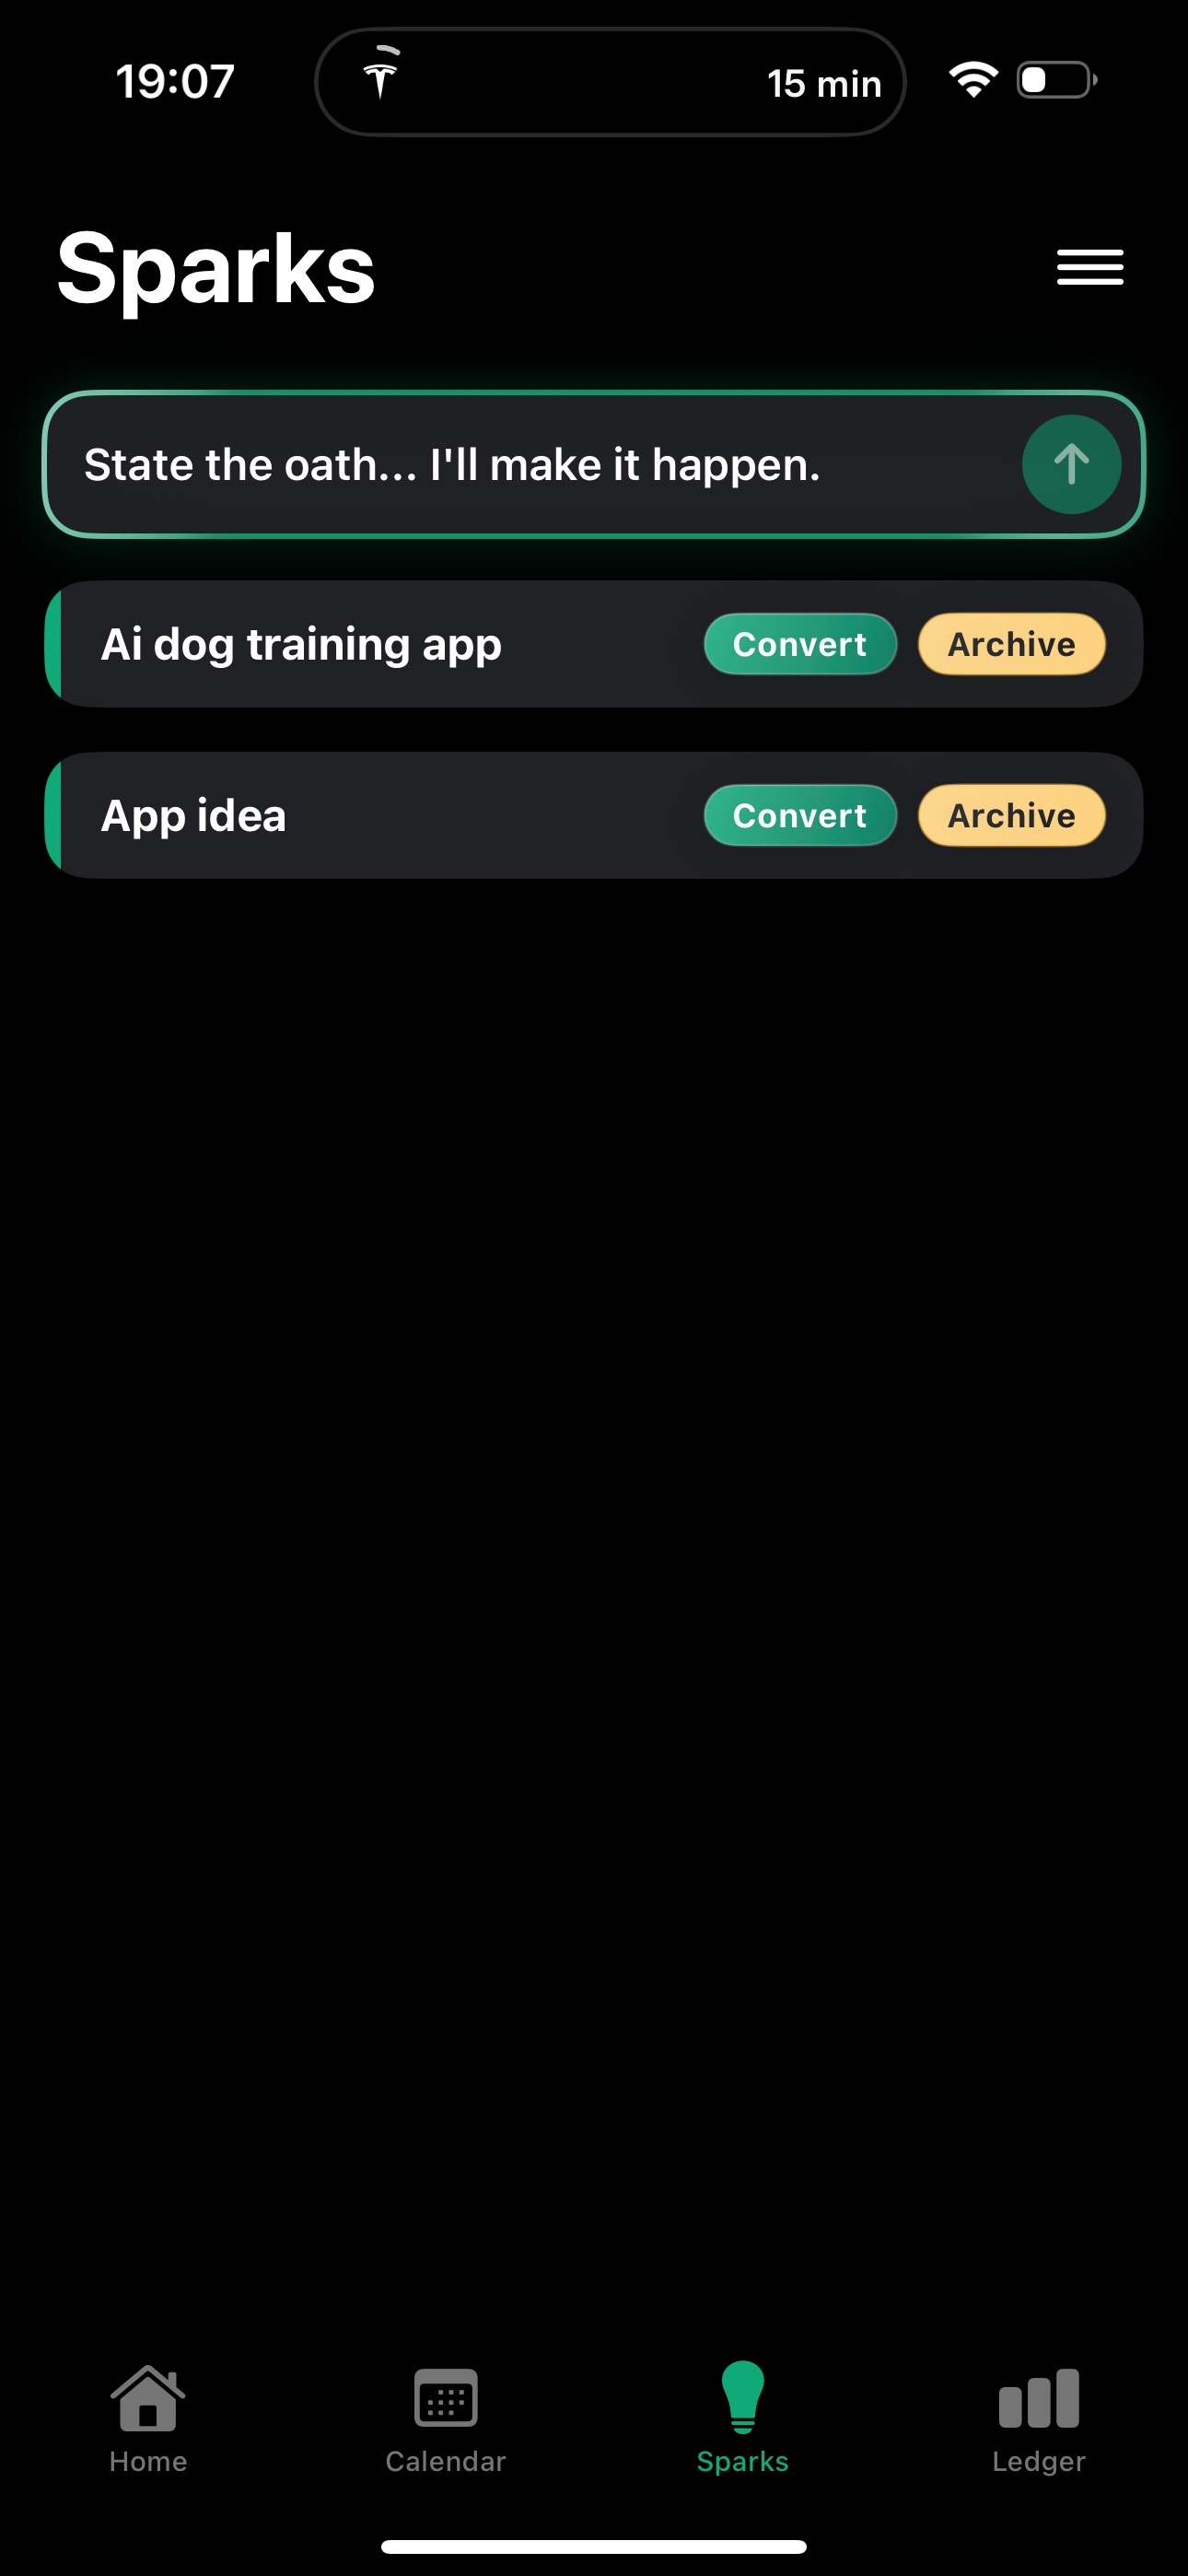 19:07
15 min
Sparks
State the oath... I'll make it happen.
Ai dog training app Convert Archive
App idea Convert Archive
Home Calendar Sparks Ledger